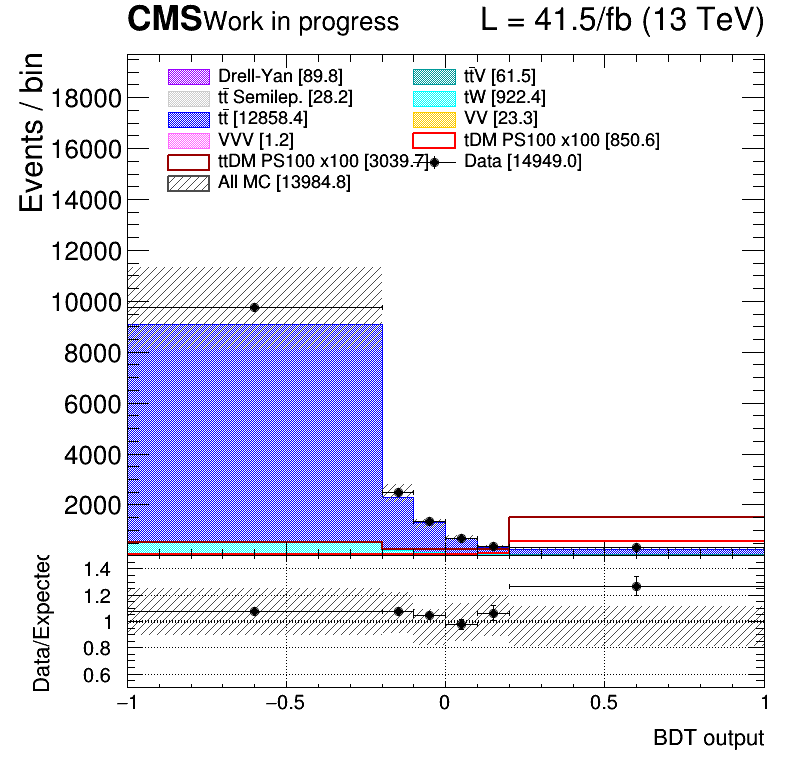 CMS Work in progress L = 41.5/fb (13 TeV)
Events / bin
Drell-Yan [89.8] tt̄V [61.5]
tt̄ Semilep. [28.2] tW [922.4]
tt̄ [12858.4] VV [23.3]
VVV [1.2] tDM PS100 x100 [850.6]
ttDM PS100 x100 [3039.7] Data [14949.0]
All MC [13984.8]
18000
16000
14000
12000
10000
8000
6000
4000
2000
Data/Expected
1.4
1.2
1
0.8
0.6
−1 −0.5 0 0.5 1
BDT output